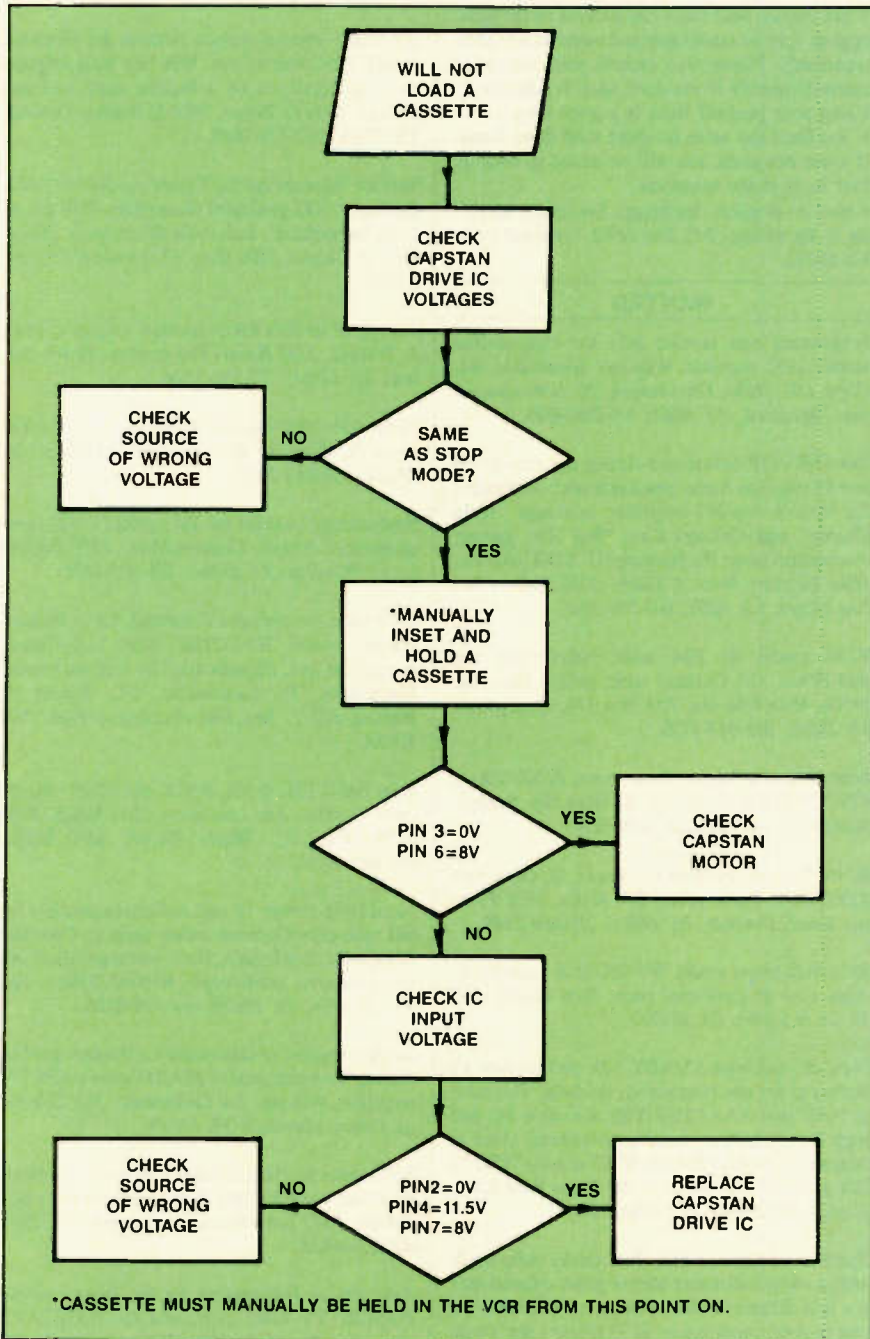 WILL NOT
LOAD A
CASSETTE
CHECK
CAPSTAN
DRIVE IC
VOLTAGES
SAME
AS STOP
MODE?
NO
CHECK
SOURCE
OF WRONG
VOLTAGE
YES
*MANUALLY
INSET AND
HOLD A
CASSETTE
PIN 3=0V
PIN 6=8V
YES
CHECK
CAPSTAN
MOTOR
NO
CHECK IC
INPUT
VOLTAGE
PIN2=0V
PIN4=11.5V
PIN7=8V
NO
CHECK
SOURCE
OF WRONG
VOLTAGE
YES
REPLACE
CAPSTAN
DRIVE IC
*CASSETTE MUST MANUALLY BE HELD IN THE VCR FROM THIS POINT ON.